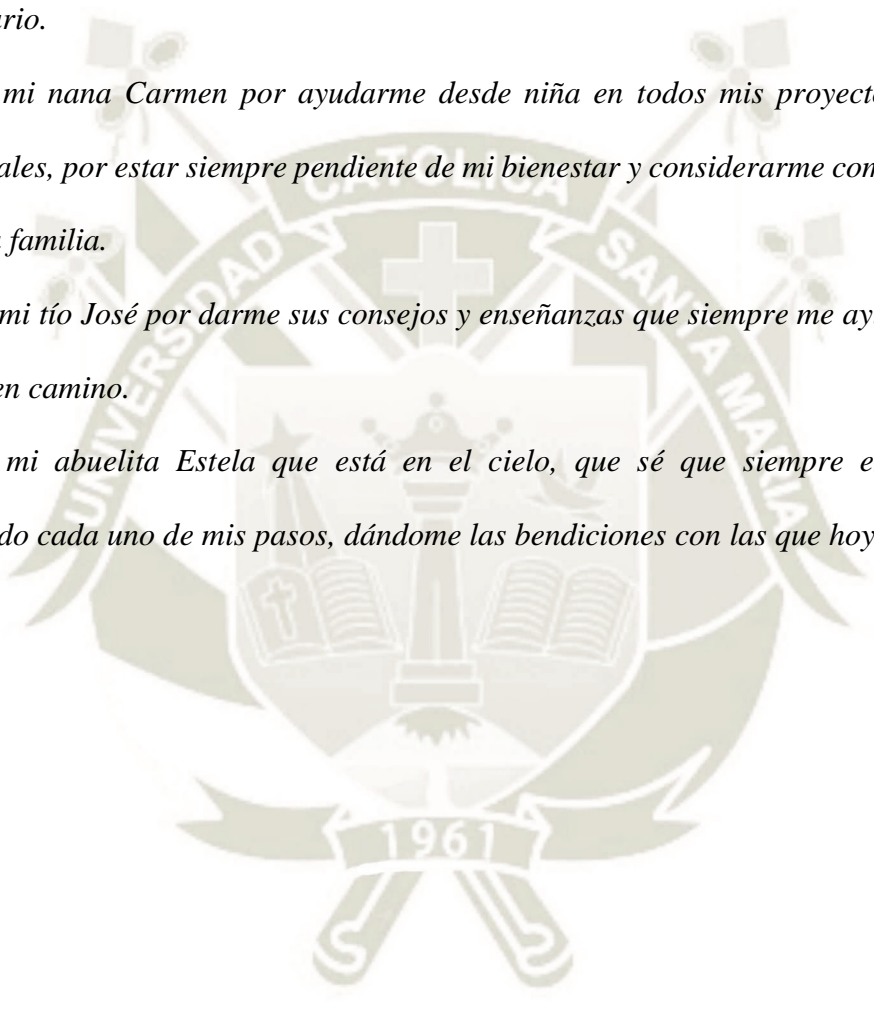 ario.
mi nana Carmen por ayudarme desde niña en todos mis proyecto
ales, por estar siempre pendiente de mi bienestar y considerarme com
familia.
mi tío José por darme sus consejos y enseñanzas que siempre me ay
en camino.
mi abuelita Estela que está en el cielo, que sé que siempre e
do cada uno de mis pasos, dándome las bendiciones con las que hoy
UNIVERSIDAD CATOLICA SANTA MARIA
1961